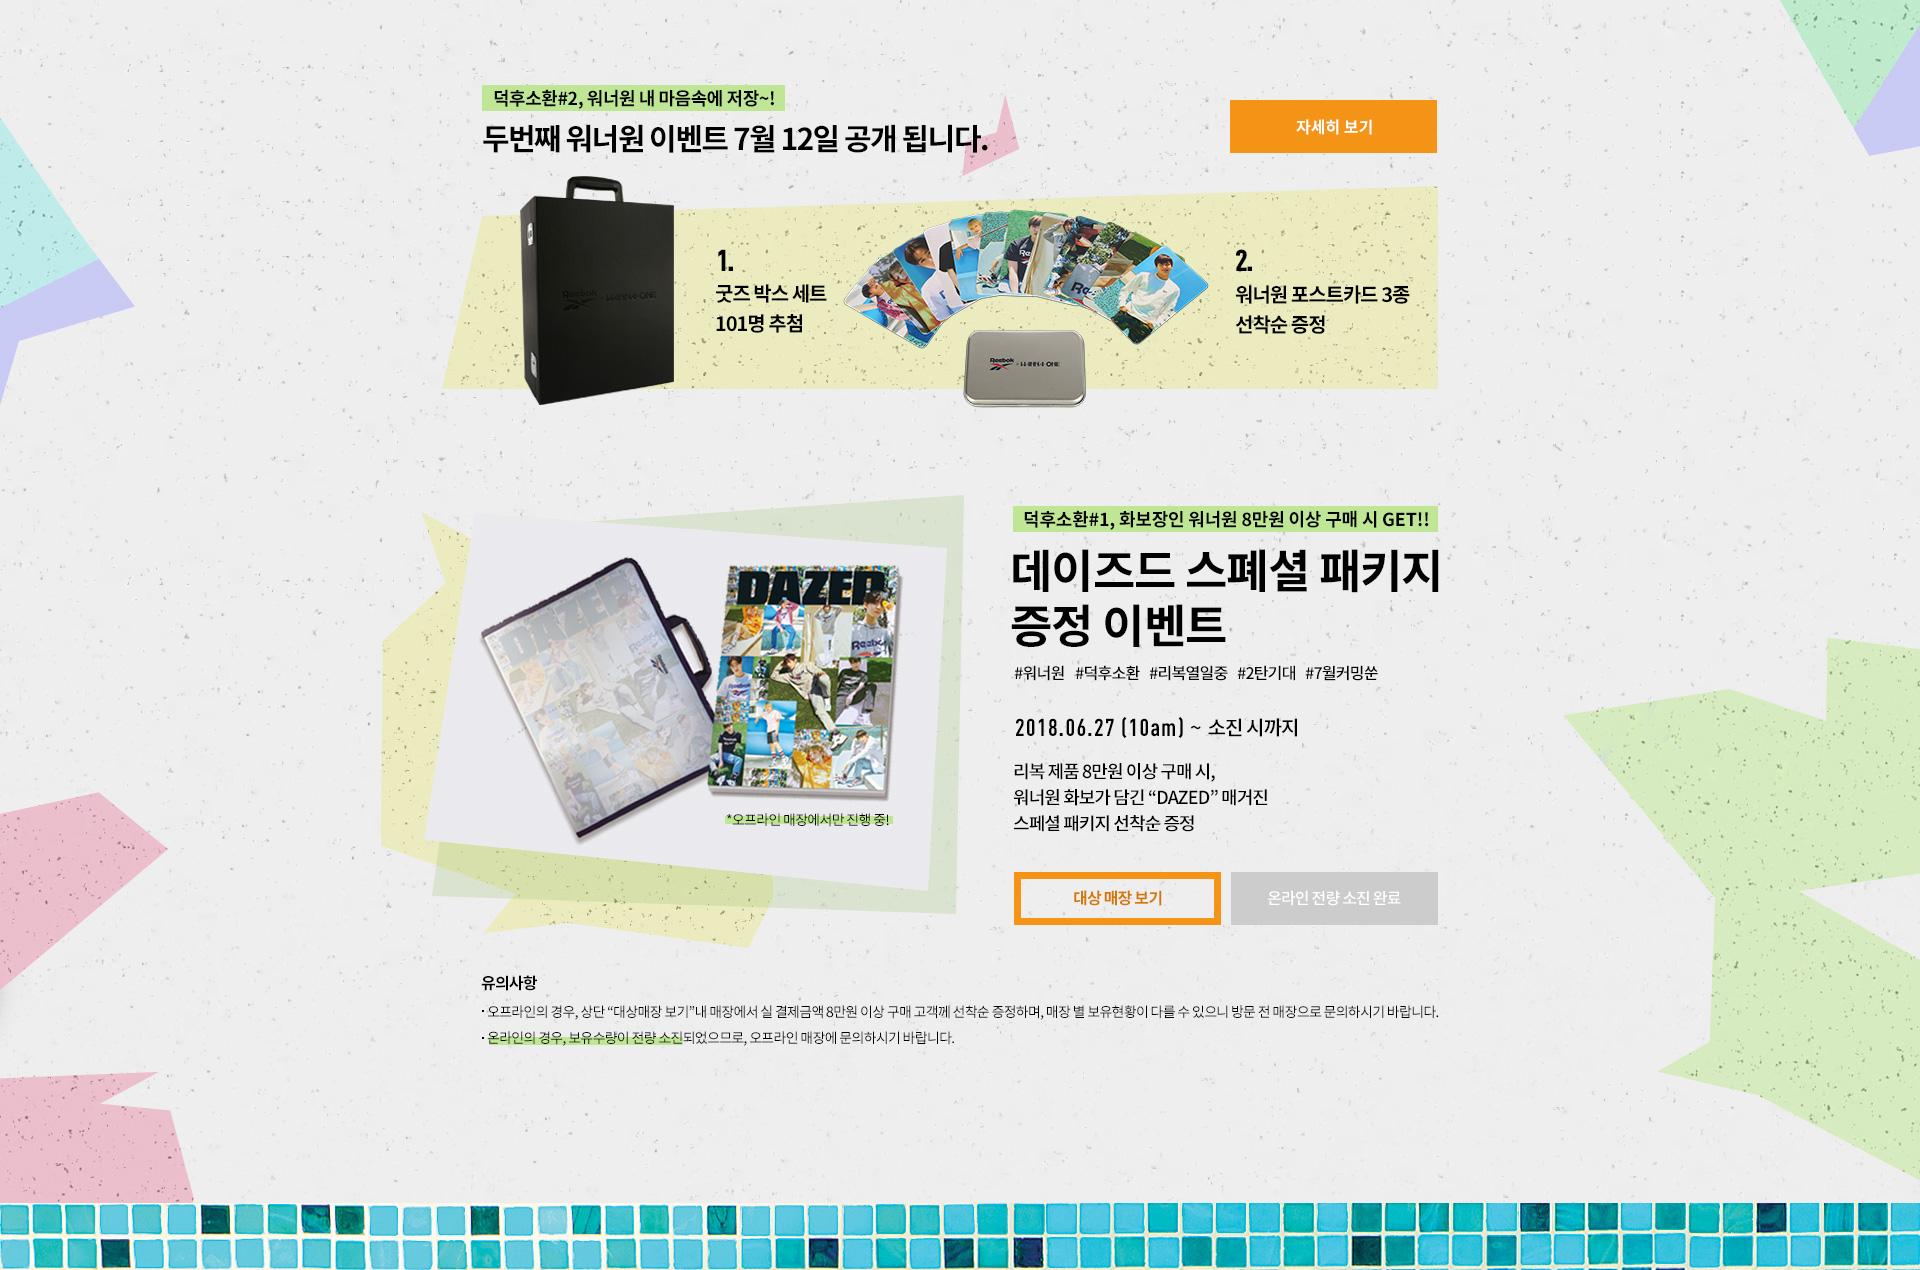 덕후소환#2, 워너원 내 마음속에 저장~!
두번째 워너원 이벤트 7월 12일 공개 됩니다.
자세히 보기
Reebok × WANNA·ONE
1.
굿즈 박스 세트
101명 추첨
Reebok
Reebok × WANNA·ONE
2.
워너원 포스트카드 3종
선착순 증정
DAZED
DAZED
Reebok
*오프라인 매장에서만 진행 중!
덕후소환#1, 화보장인 워너원 8만원 이상 구매 시 GET!!
데이즈드 스폐셜 패키지
증정 이벤트
#워너원 #덕후소환 #리복열일중 #2탄기대 #7월커밍쑨
2018.06.27 (10am) ~ 소진 시까지
리복 제품 8만원 이상 구매 시,
워너원 화보가 담긴 “DAZED” 매거진
스페셜 패키지 선착순 증정
대상 매장 보기
온라인 전량 소진 완료
유의사항
· 오프라인의 경우, 상단 “대상매장 보기”내 매장에서 실 결제금액 8만원 이상 구매 고객께 선착순 증정하며, 매장 별 보유현황이 다를 수 있으니 방문 전 매장으로 문의하시기 바랍니다.
· 온라인의 경우, 보유수량이 전량 소진되었으므로, 오프라인 매장에 문의하시기 바랍니다.